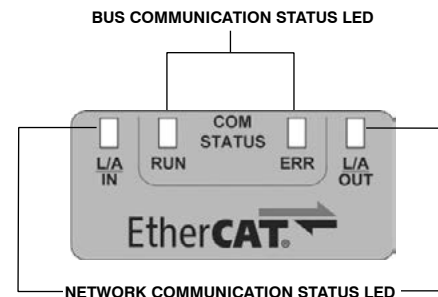 BUS COMMUNICATION STATUS LED
COM
STATUS
L/A
IN
RUN
ERR
L/A
OUT
EtherCAT®
NETWORK COMMUNICATION STATUS LED